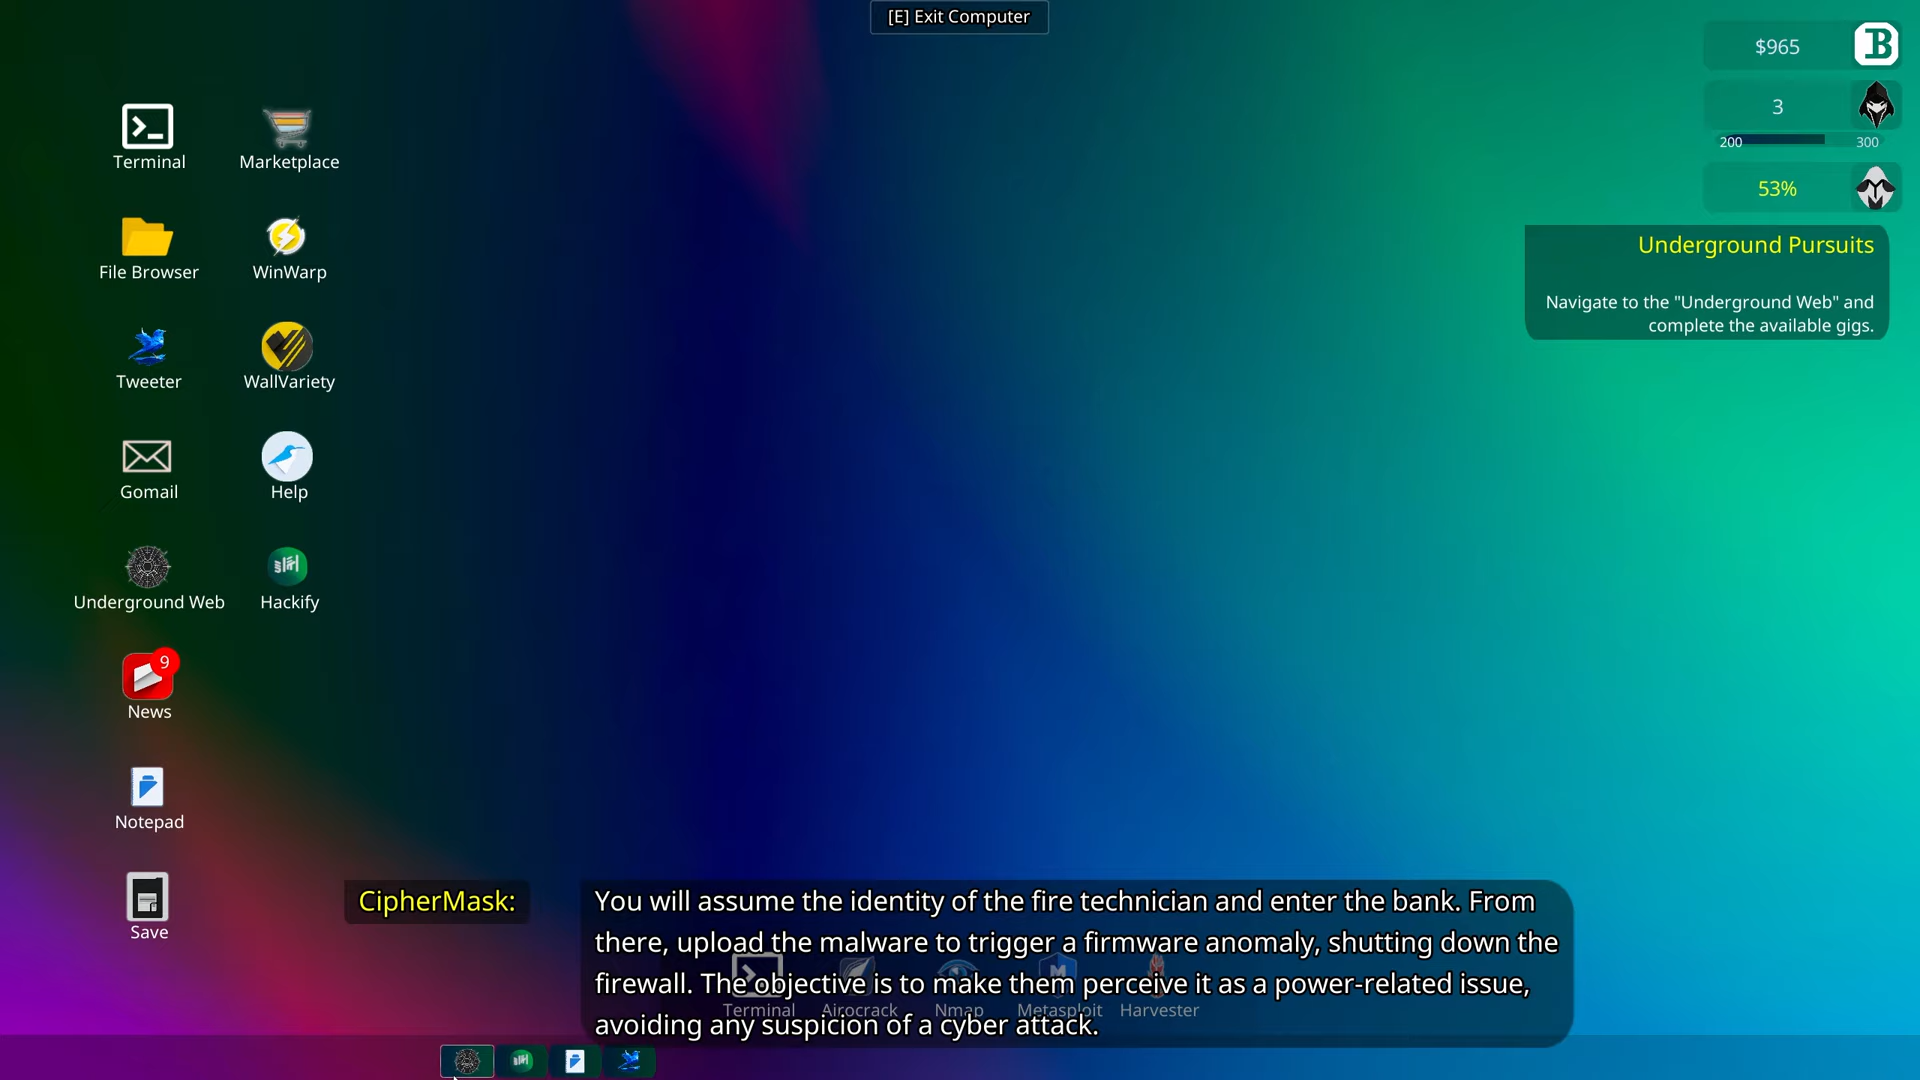 [E] Exit Computer
$965
3
200
300
53%
Underground Pursuits
Navigate to the "Underground Web" and
complete the available gigs.
Terminal
Marketplace
File Browser
WinWarp
Tweeter
WallVariety
Gomail
Help
Underground Web
Hackify
9
News
Notepad
Save
CipherMask:
You will assume the identity of the fire technician and enter the bank. From
there, upload the malware to trigger a firmware anomaly, shutting down the
firewall. The objective is to make them perceive it as a power-related issue,
avoiding any suspicion of a cyber attack.
Terminal
Airocrack
Nmap
Metasploit
Harvester